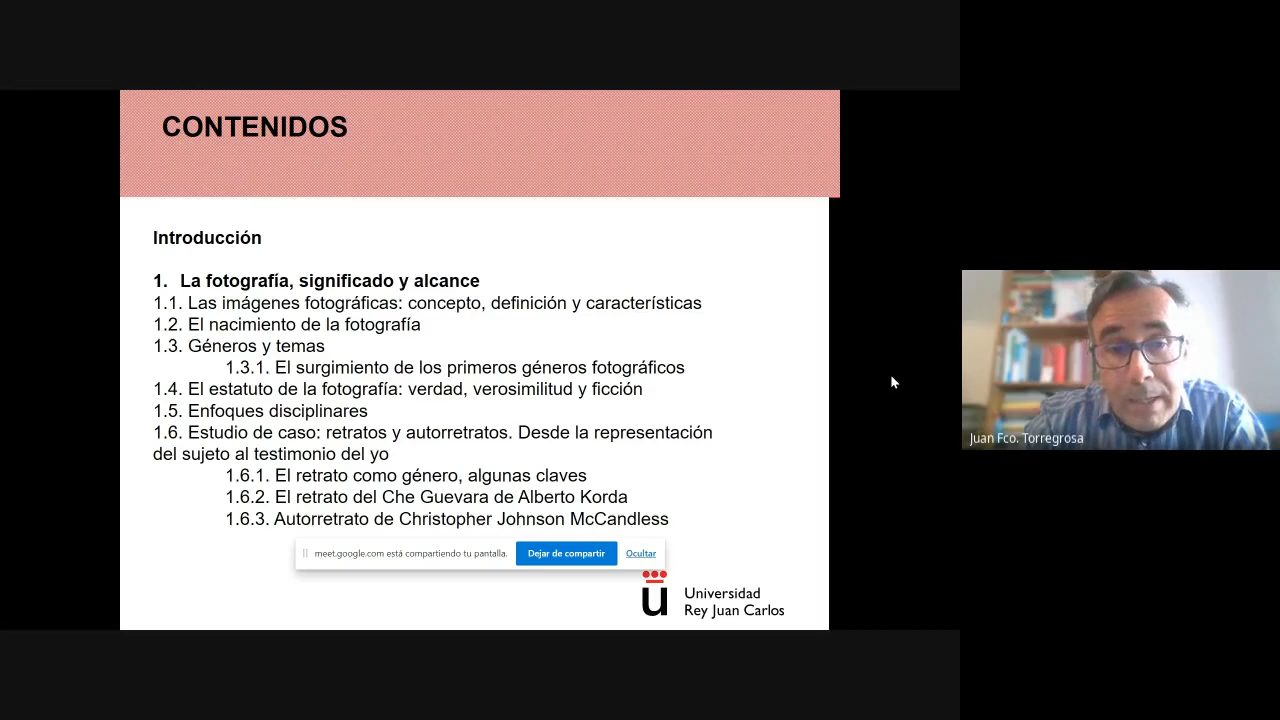 CONTENIDOS
Introducción
1. La fotografía, significado y alcance
1.1. Las imágenes fotográficas: concepto, definición y características
1.2. El nacimiento de la fotografía
1.3. Géneros y temas
1.3.1. El surgimiento de los primeros géneros fotográficos
1.4. El estatuto de la fotografía: verdad, verosimilitud y ficción
1.5. Enfoques disciplinares
1.6. Estudio de caso: retratos y autorretratos. Desde la representación
del sujeto al testimonio del yo
1.6.1. El retrato como género, algunas claves
1.6.2. El retrato del Che Guevara de Alberto Korda
1.6.3. Autorretrato de Christopher Johnson McCandless
meet.google.com está compartiendo tu pantalla. Dejar de compartir Ocultar
u Universidad
Rey Juan Carlos
Juan Fco. Torregrosa